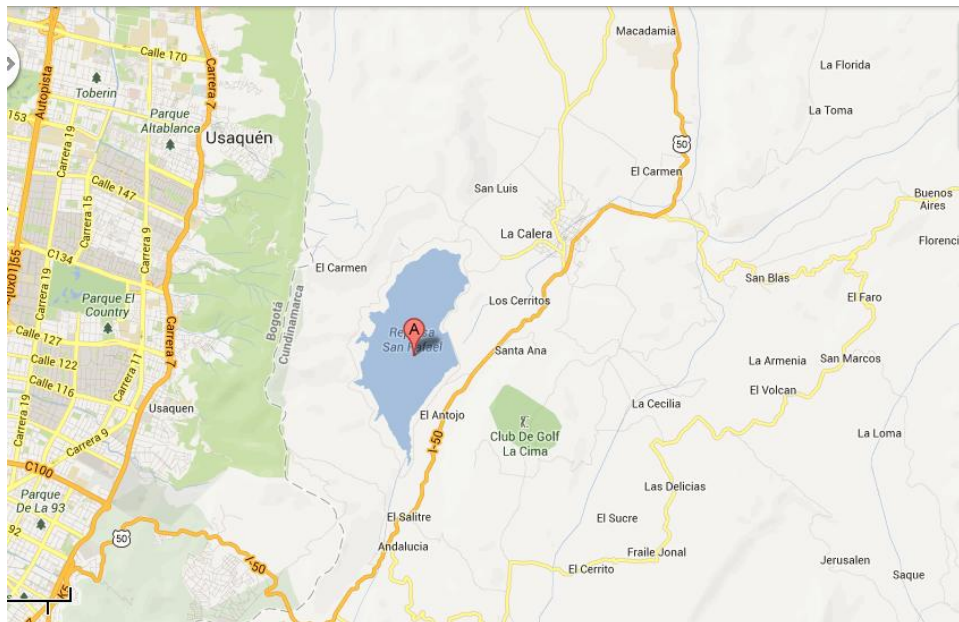 Macadamia
Calle 170
La Florida
Toberin
Autopista
Carrera 7
Parque
Altablanca
153
Carrera 19
La Toma
Usaquén
50
El Carmen
San Luis
Calle 147
Carrera 15
Carrera 9
Buenos
Aires
La Calera
Florenci
C134
El Carmen
San Blas
Parque El
Country
Los Cerritos
El Faro
Bogotá
Cundinamarca
A
San Rafael
Carrera 19
Calle 127
Carrera 7
Santa Ana
La Armenia
San Marcos
Calle 122
Carrera 11
Calle 116
El Volcan
Usaquen
El Antojo
La Cecilia
Carrera 19
Carrera 9
Club De Golf
La Cima
I-50
La Loma
C100
Parque
De La 93
Las Delicias
El Salitre
El Sucre
92
50
Andalucia
I-50
Fraile Jonal
El Cerrito
Jerusalen
Saque